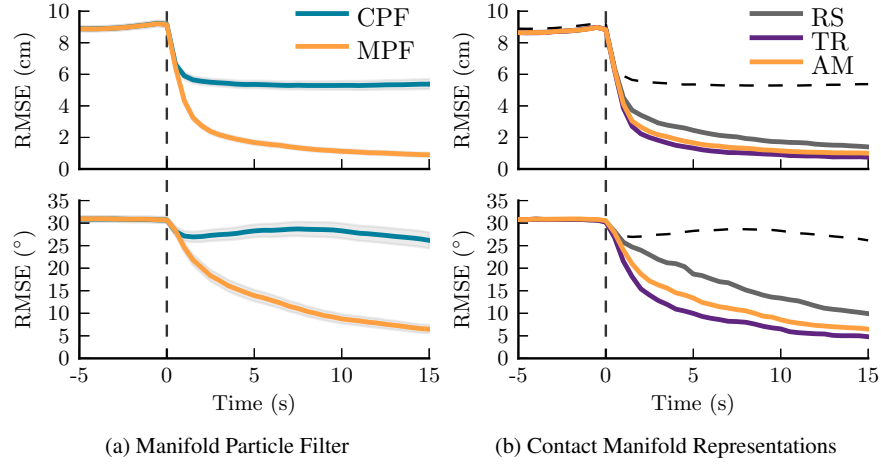 10
8
6
4
2
0
RMSE (cm)
CPF
MPF
35
30
25
20
15
10
5
0
RMSE (°)
-5 0 5 10 15
Time (s)
(a) Manifold Particle Filter
10
8
6
4
2
0
RMSE (cm)
RS
TR
AM
35
30
25
20
15
10
5
0
RMSE (°)
-5 0 5 10 15
Time (s)
(b) Contact Manifold Representations